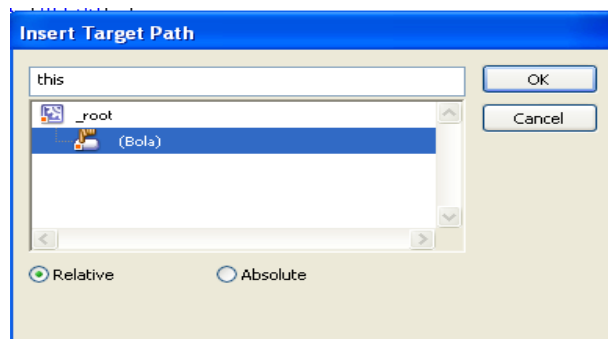 Insert Target Path
this
OK
_root
Cancel
(Bola)
Relative
Absolute